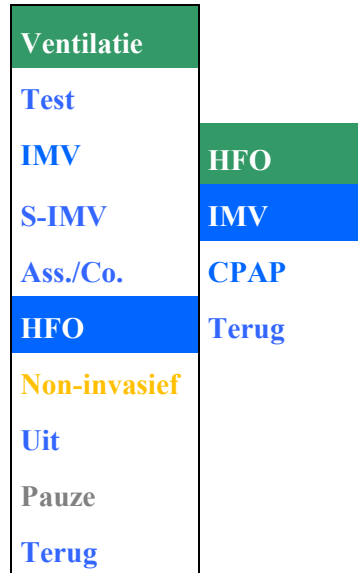 Ventilatie
Test
IMV
S-IMV
Ass./Co.
HFO
Non-invasief
Uit
Pauze
Terug
HFO
IMV
CPAP
Terug